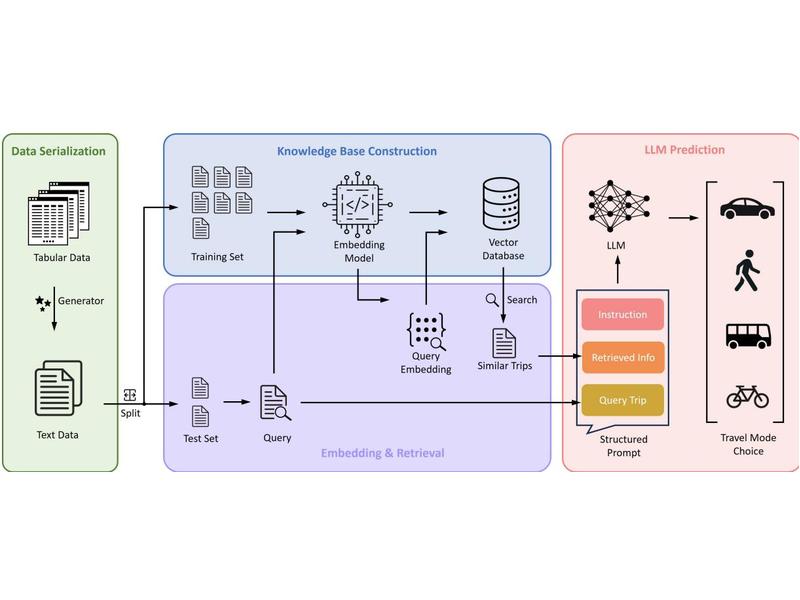 Data Serialization
Tabular Data
Generator
Text Data
Split
Knowledge Base Construction
Training Set
Embedding
Model
Vector
Database
Search
Query
Embedding
Similar Trips
Test Set
Query
Embedding & Retrieval
LLM Prediction
LLM
Instruction
Retrieved Info
Query Trip
Structured
Prompt
Travel Mode
Choice